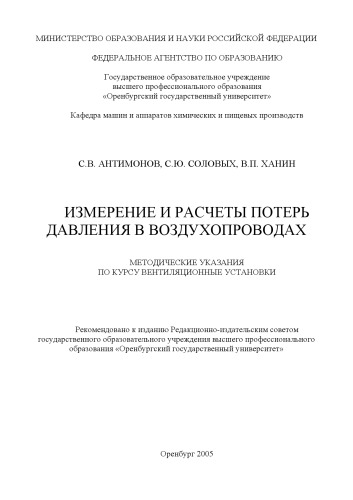 МИНИСТЕРСТВО ОБРАЗОВАНИЯ И НАУКИ РОССИЙСКОЙ ФЕДЕРАЦИИ
ФЕДЕРАЛЬНОЕ АГЕНТСТВО ПО ОБРАЗОВАНИЮ
Государственное образовательное учреждение
высшего профессионального образования
«Оренбургский государственный университет»
Кафедра машин и аппаратов химических и пищевых производств
С.В. АНТИМОНОВ, С.Ю. СОЛОВЫХ, В.П. ХАНИН
ИЗМЕРЕНИЕ И РАСЧЕТЫ ПОТЕРЬ
ДАВЛЕНИЯ В ВОЗДУХОПРОВОДАХ
МЕТОДИЧЕСКИЕ УКАЗАНИЯ
ПО КУРСУ ВЕНТИЛЯЦИОННЫЕ УСТАНОВКИ
Рекомендовано к изданию Редакционно-издательским советом
государственного образовательного учреждения высшего профессионального
образования «Оренбургский государственный университет»
Оренбург 2005